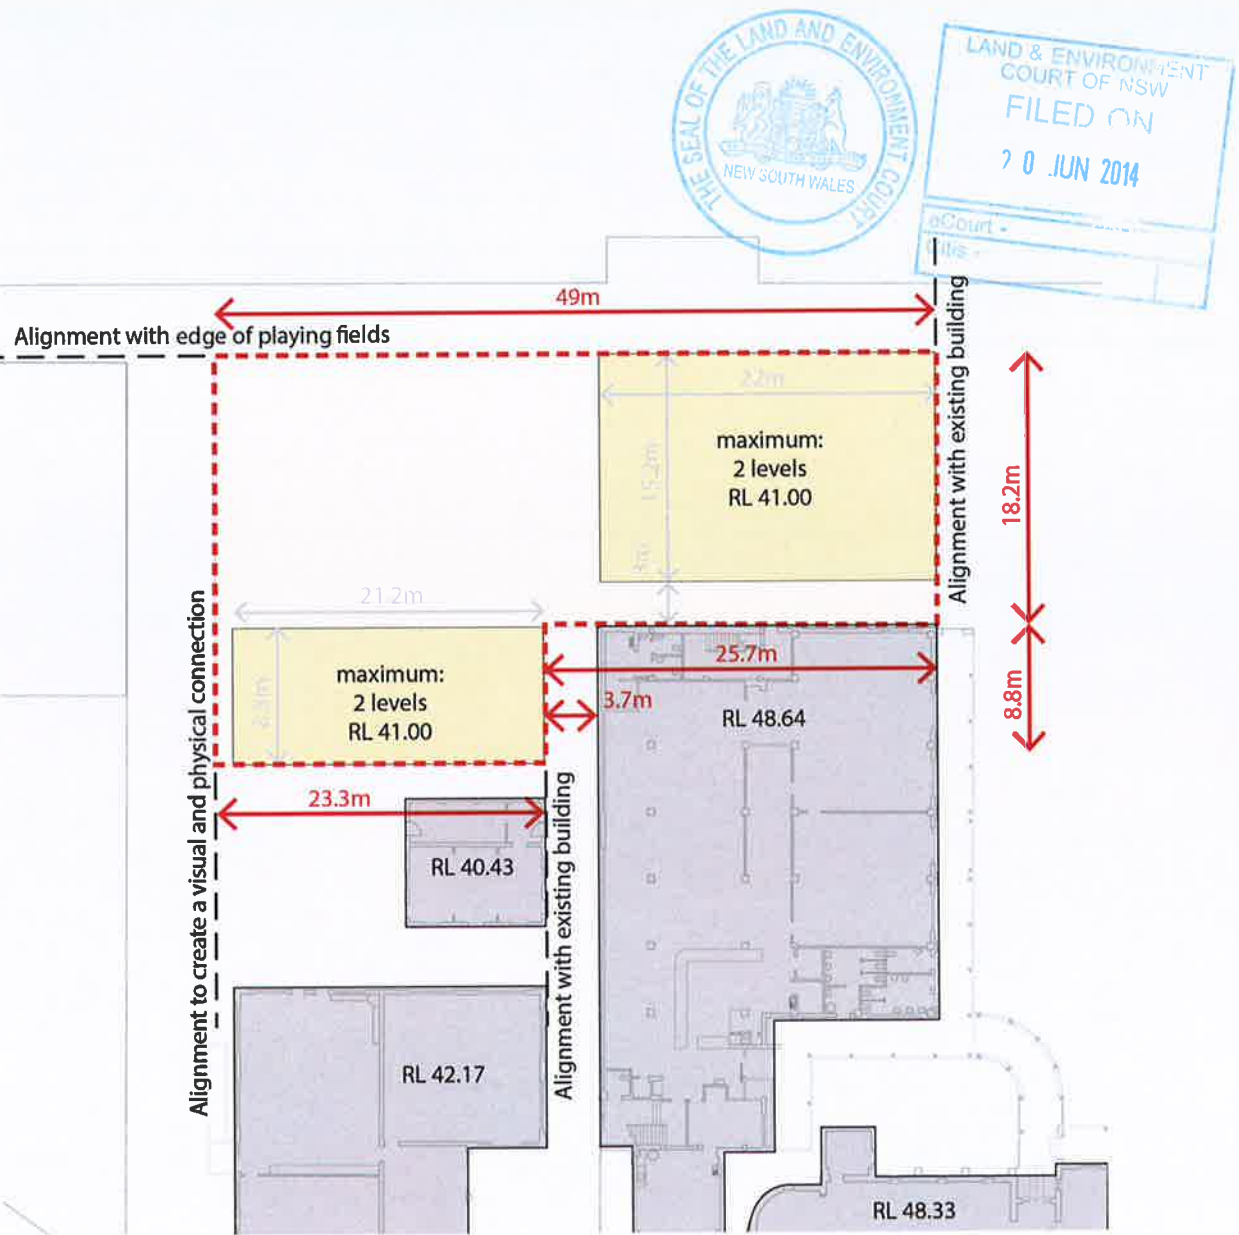 THE SEAL OF THE LAND AND ENVIRONMENT COURT
NEW SOUTH WALES
LAND & ENVIRONMENT
COURT OF NSW
FILED ON
20 JUN 2014
eCourt -
Citis -
49m
Alignment with edge of playing fields
Alignment with existing building
22m
15.2m
3m
maximum:
2 levels
RL 41.00
18.2m
8.8m
21.2m
maximum:
2 levels
RL 41.00
25.7m
3.7m
RL 48.64
23.3m
Alignment to create a visual and physical connection
Alignment with existing building
RL 40.43
RL 42.17
RL 48.33